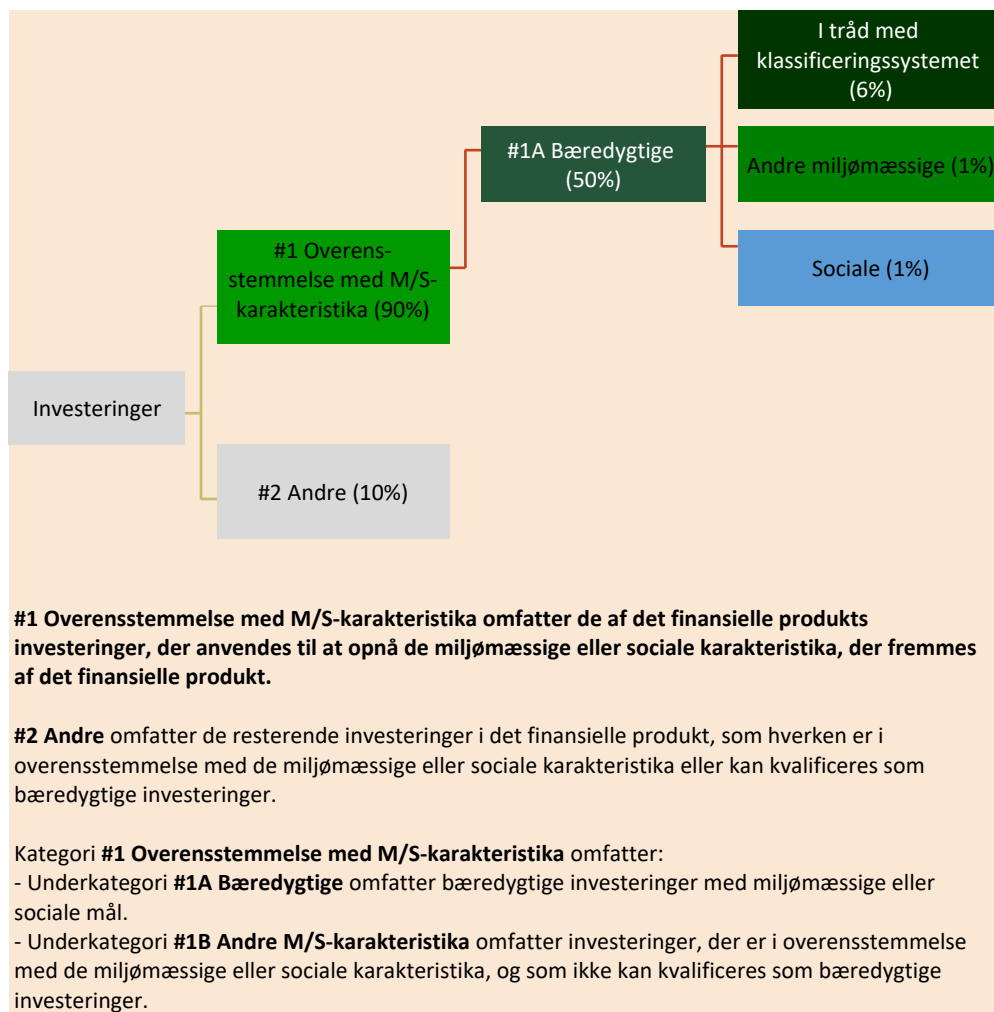 I tråd med
klassificeringssystemet
(6%)
#1A Bæredygtige
(50%)
Andre miljømæssige (1%)
#1 Overens-
stemmelse med M/S-
karakteristika (90%)
Sociale (1%)
Investeringer
#2 Andre (10%)
#1 Overensstemmelse med M/S-karakteristika omfatter de af det finansielle produkts
investeringer, der anvendes til at opnå de miljømæssige eller sociale karakteristika, der fremmes
af det finansielle produkt.
#2 Andre omfatter de resterende investeringer i det finansielle produkt, som hverken er i
overensstemmelse med de miljømæssige eller sociale karakteristika eller kan kvalificeres som
bæredygtige investeringer.
Kategori #1 Overensstemmelse med M/S-karakteristika omfatter:
- Underkategori #1A Bæredygtige omfatter bæredygtige investeringer med miljømæssige eller
sociale mål.
- Underkategori #1B Andre M/S-karakteristika omfatter investeringer, der er i overensstemmelse
med de miljømæssige eller sociale karakteristika, og som ikke kan kvalificeres som bæredygtige
investeringer.